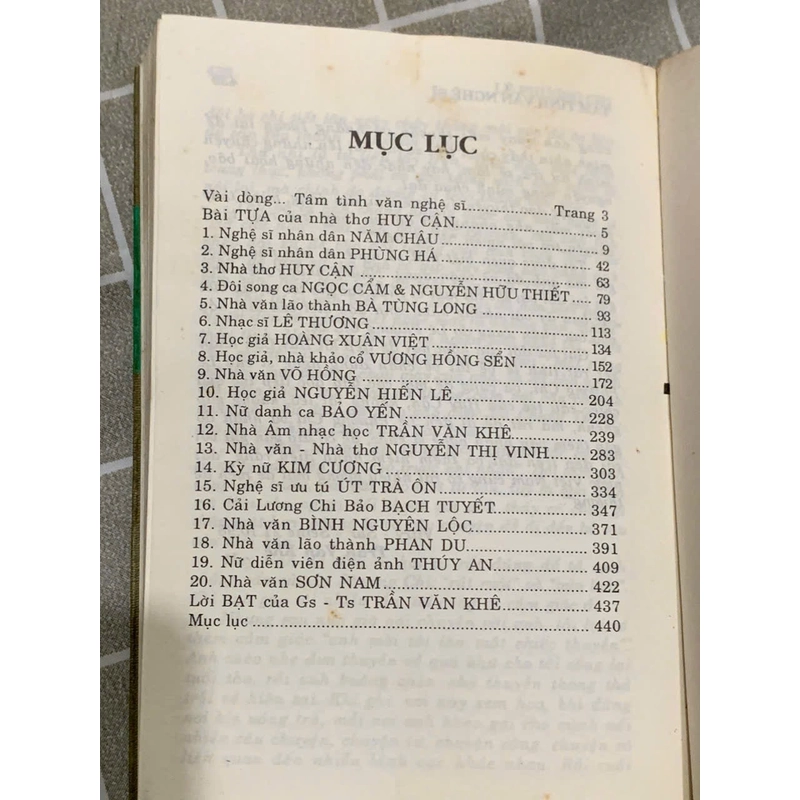 MỤC LỤC
Vài dòng... Tâm tình văn nghệ sĩ.................Trang 3
Bài TỰA của nhà thơ HUY CẬN................. 5
1. Nghệ sĩ nhân dân NĂM CHÂU................. 9
2. Nghệ sĩ nhân dân PHÙNG HÁ................. 42
3. Nhà thơ HUY CẬN................. 63
4. Đôi song ca NGỌC CẨM & NGUYỄN HỮU THIẾT..... 79
5. Nhà văn lão thành BÀ TÙNG LONG................. 93
6. Nhạc sĩ LÊ THƯƠNG................. 113
7. Học giả HOÀNG XUÂN VIỆT................. 134
8. Học giả, nhà khảo cổ VƯƠNG HỒNG SỂN................. 152
9. Nhà văn VÕ HỒNG................. 172
10. Học giả NGUYỄN HIẾN LÊ................. 204
11. Nữ danh ca BẢO YẾN................. 228
12. Nhà Âm nhạc học TRẦN VĂN KHÊ................. 239
13. Nhà văn - Nhà thơ NGUYỄN THỊ VINH........ 283
14. Kỳ nữ KIM CƯƠNG................. 303
15. Nghệ sĩ ưu tú ÚT TRÀ ÔN................. 334
16. Cải Lương Chi Bảo BẠCH TUYẾT................. 347
17. Nhà văn BÌNH NGUYÊN LỘC................. 371
18. Nhà văn lão thành PHAN DU................. 391
19. Nữ diễn viên điện ảnh THÚY AN................. 409
20. Nhà văn SƠN NAM................. 422
Lời BẠT của Gs - Ts TRẦN VĂN KHÊ................. 437
Mục lục................. 440